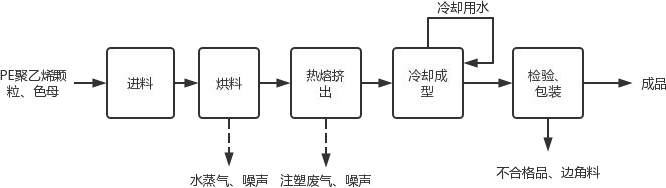 冷却用水
PE聚乙烯颗
粒、色母
进料
烘料
热熔挤
出
冷却成
型
检验、
包装
成品
水蒸气、噪声
注塑废气、噪声
不合格品、边角料